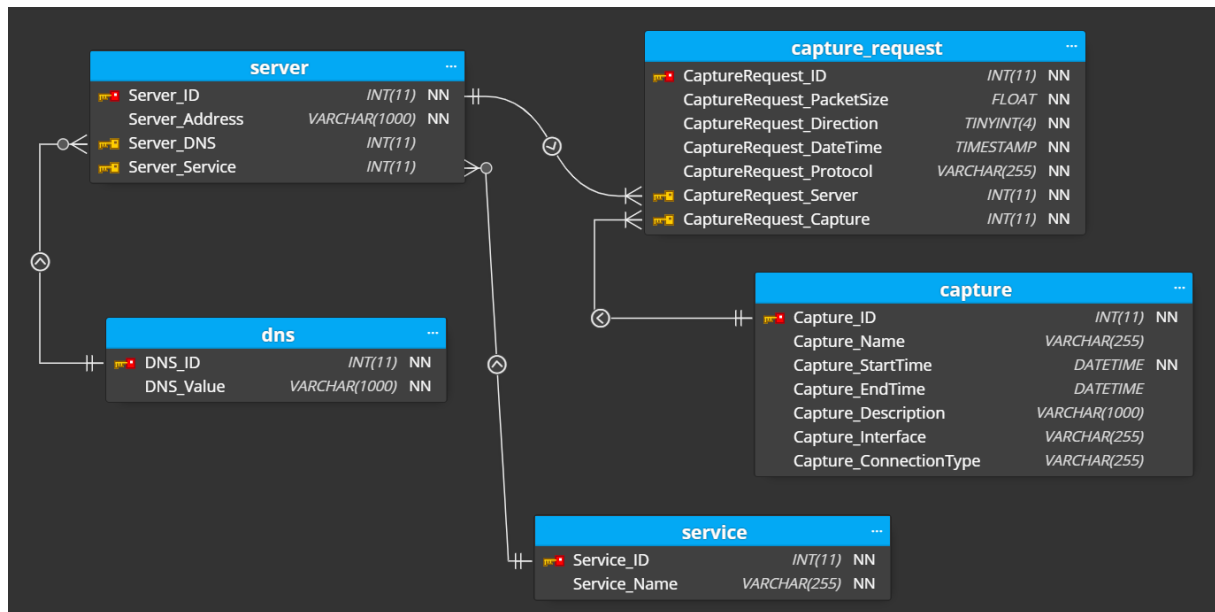 server ...
Server_ID INT(11) NN
Server_Address VARCHAR(1000) NN
Server_DNS INT(11)
Server_Service INT(11)
capture_request ...
CaptureRequest_ID INT(11) NN
CaptureRequest_PacketSize FLOAT NN
CaptureRequest_Direction TINYINT(4) NN
CaptureRequest_DateTime TIMESTAMP NN
CaptureRequest_Protocol VARCHAR(255) NN
CaptureRequest_Server INT(11) NN
CaptureRequest_Capture INT(11) NN
dns ...
DNS_ID INT(11) NN
DNS_Value VARCHAR(1000) NN
capture ...
Capture_ID INT(11) NN
Capture_Name VARCHAR(255)
Capture_StartTime DATETIME NN
Capture_EndTime DATETIME
Capture_Description VARCHAR(1000)
Capture_Interface VARCHAR(255)
Capture_ConnectionType VARCHAR(255)
service ...
Service_ID INT(11) NN
Service_Name VARCHAR(255) NN